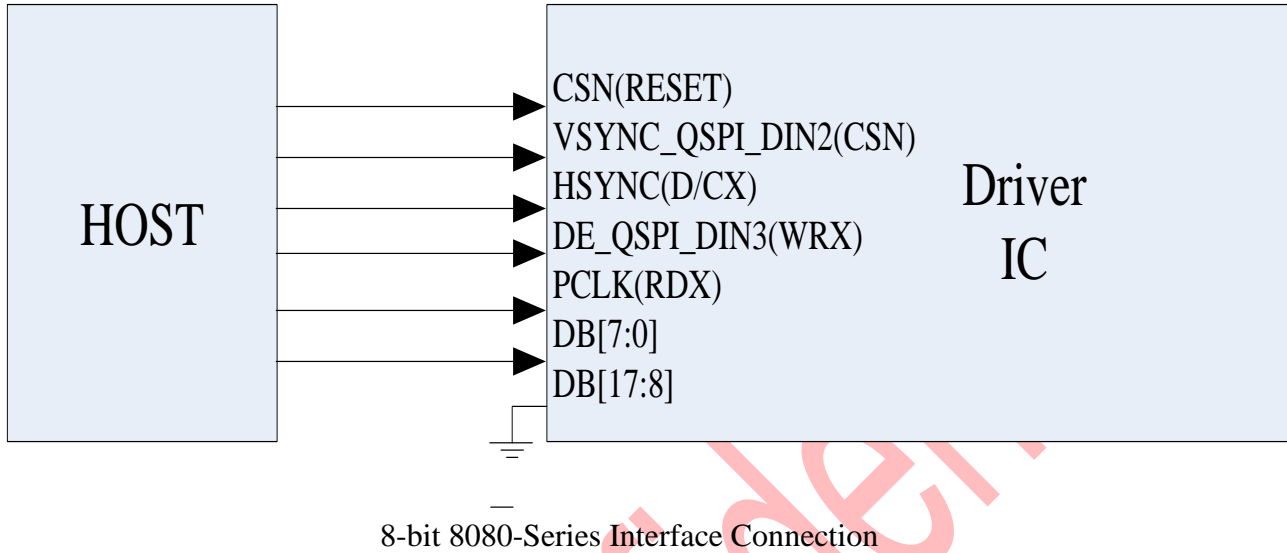 HOST
CSN(RESET)
VSYNC_QSPI_DIN2(CSN)
HSYNC(D/CX)
DE_QSPI_DIN3(WRX)
PCLK(RDX)
DB[7:0]
DB[17:8]
Driver
IC
8-bit 8080-Series Interface Connection